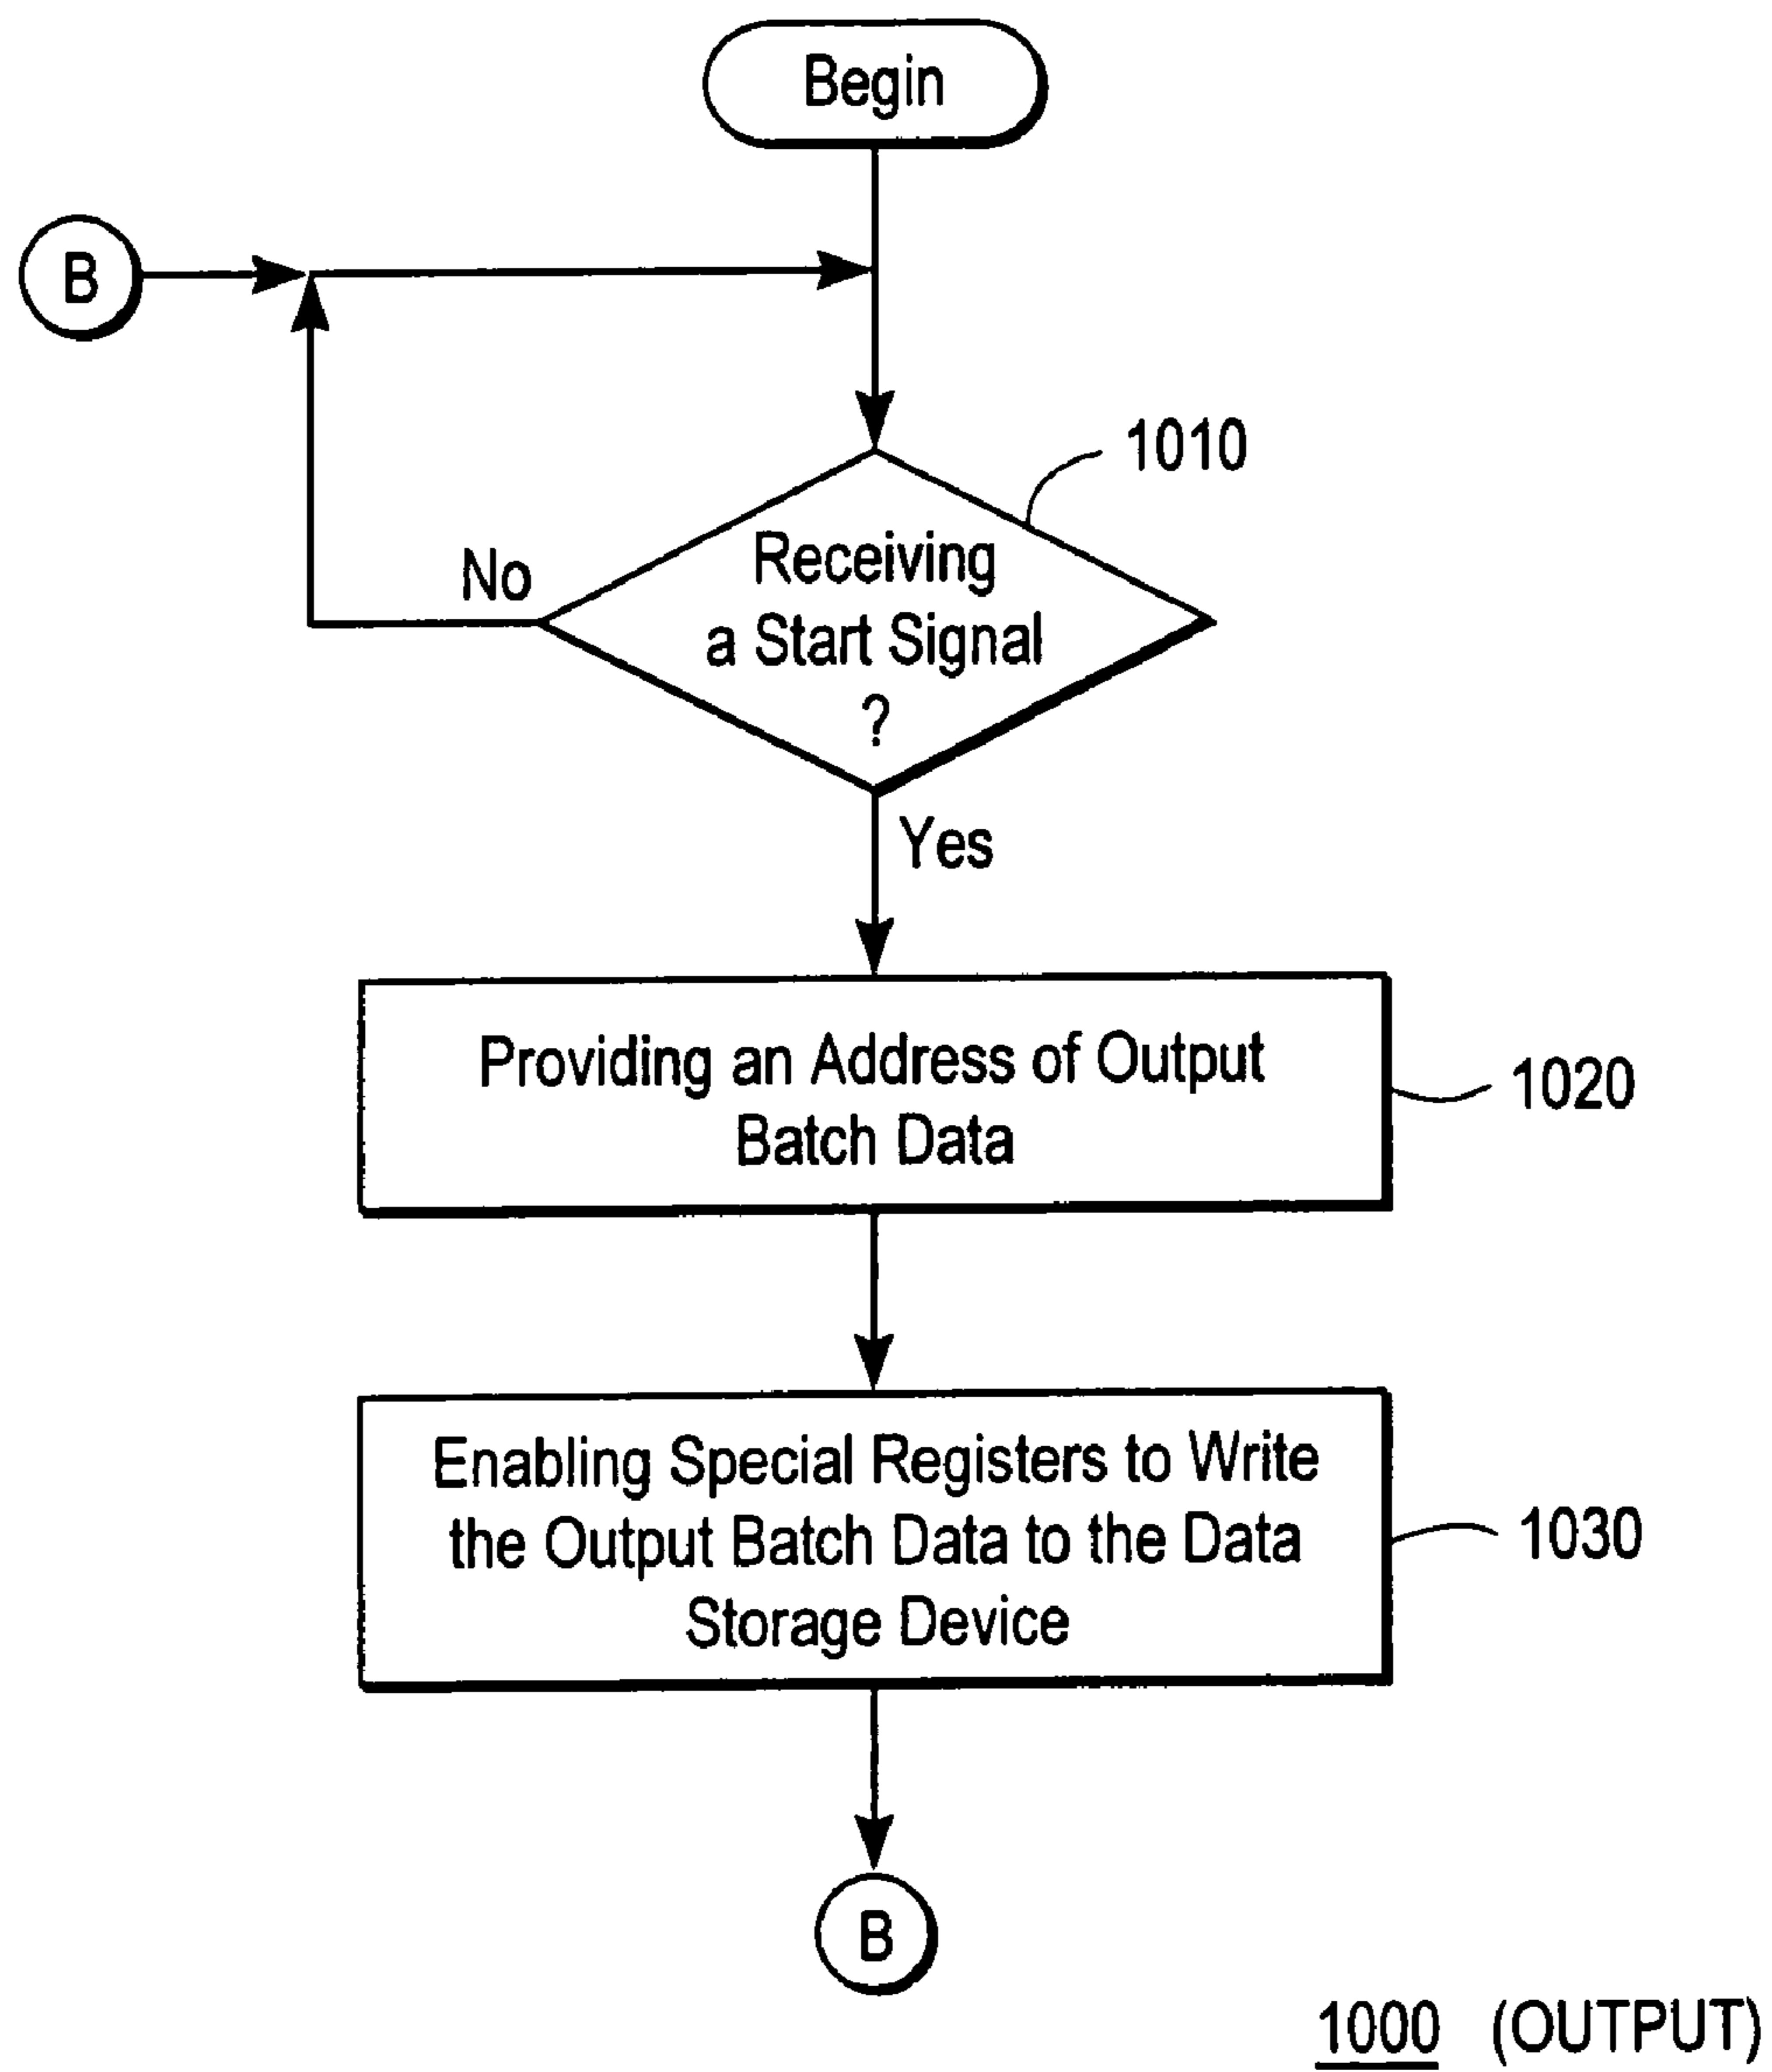 Begin
B
1010
Receiving
a Start Signal
?
No
Yes
Providing an Address of Output
Batch Data
1020
Enabling Special Registers to Write
the Output Batch Data to the Data
Storage Device
1030
B
1000 (OUTPUT)